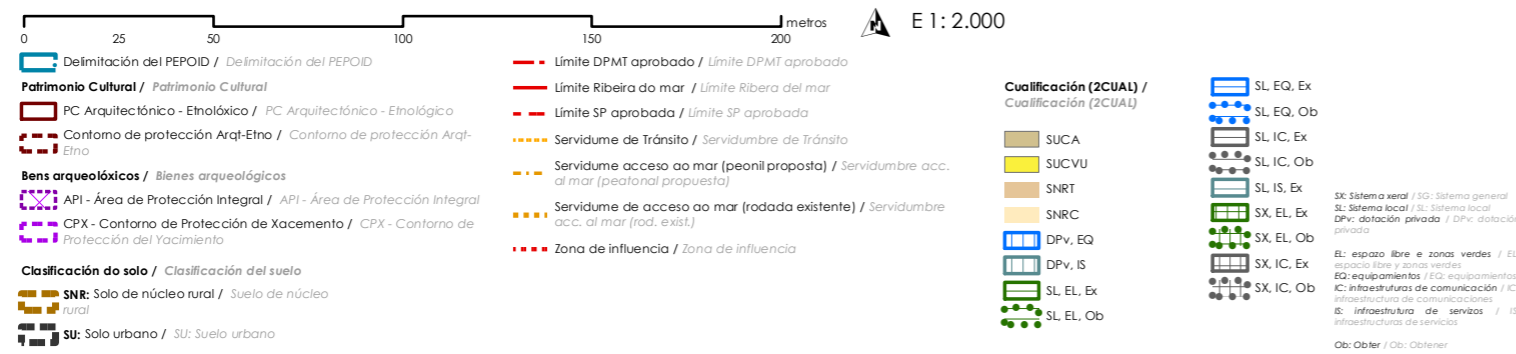 metros
0 25 50 100 150 200
E 1: 2.000
Delimitación del PEPOID / Delimitación del PEPOID
Patrimonio Cultural / Patrimonio Cultural
PC Arquitectónico - Etnolóxico / PC Arquitectónico - Etnológico
Contorno de protección Arqt-Etno / Contorno de protección Arqt-
Etno
Bens arqueolóxicos / Bienes arqueológicos
API - Área de Protección Integral / API - Área de Protección Integral
CPX - Contorno de Protección de Xacemento / CPX - Contorno de
Protección del Yacimiento
Clasificación do solo / Clasificación del suelo
SNR: Solo de núcleo rural / Suelo de núcleo
rural
SU: Solo urbano / SU: Suelo urbano
Límite DPMT aprobado / Límite DPMT aprobado
Límite Ribeira do mar / Límite Ribera del mar
Límite SP aprobada / Límite SP aprobada
Servidume de Tránsito / Servidumbre de Tránsito
Servidume acceso ao mar (peonil proposta) / Servidumbre acc.
al mar (peatonal propuesta)
Servidume de acceso ao mar (rodada existente) / Servidumbre
acc. al mar (rod. exist.)
Zona de influencia / Zona de influencia
Cualificación (2CUAL) /
Cualificación (2CUAL)
SUCA
SUCVU
SNRT
SNRC
DPv, EQ
DPv, IS
SL, EL, Ex
SL, EL, Ob
SL, EQ, Ex
SL, EQ, Ob
SL, IC, Ex
SL, IC, Ob
SL, IS, Ex
SX, EL, Ex
SX, EL, Ob
SX, IC, Ex
SX, IC, Ob
SX: Sistema xeral / SG: Sistema general
SL: Sistema local / SL: Sistema local
DPv: dotación privada / DPv: dotación
privada
EL: espazo libre e zonas verdes / EL
espacio libre y zonas verdes
EQ: equipamentos / EQ: equipamientos
IC: infraestruturas de comunicación / IC
infraestructura de comunicaciones
IS: infraestrutura de servizos / IS
infraestructuras de servicios
Ob: Obter / Ob: Obtener